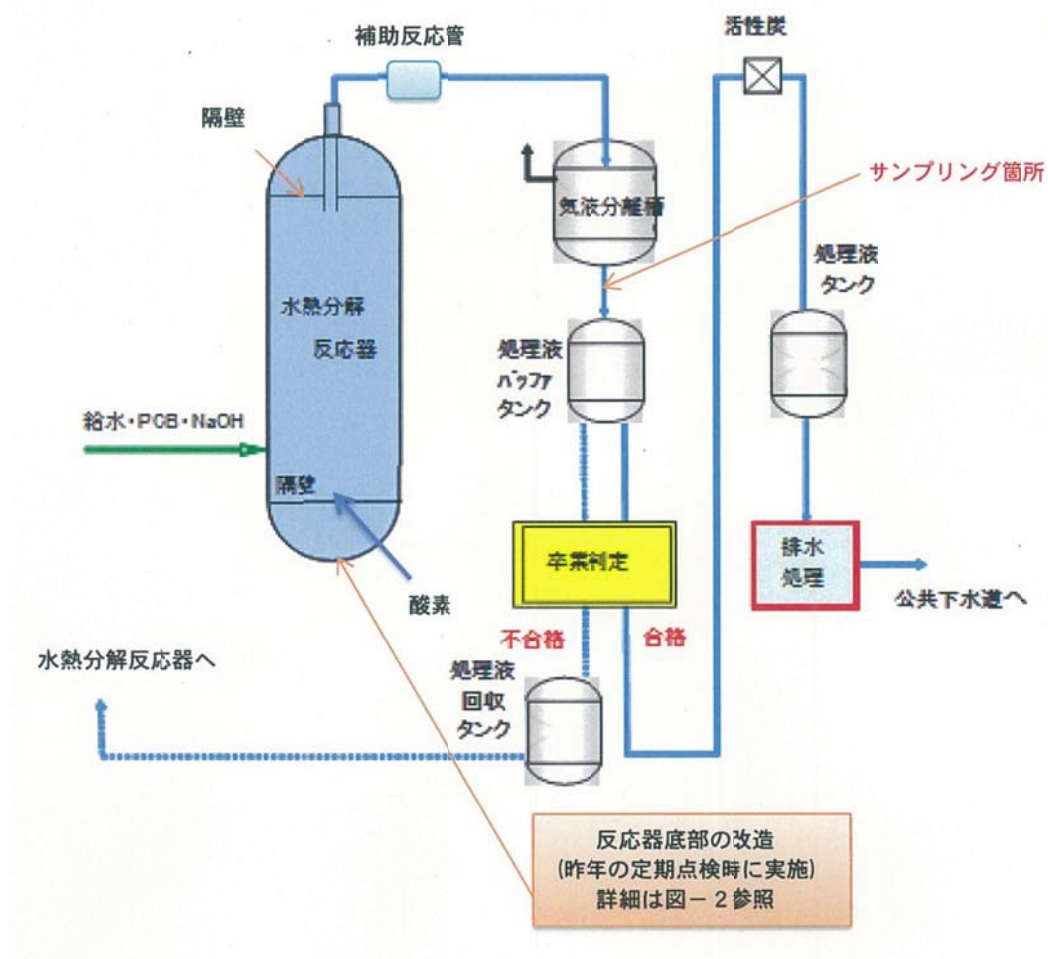 補助反応管
活性炭
隔壁
サンプリング箇所
気液分離槽
処理液
タンク
水熱分解
反応器
処理液
バッファ
タンク
給水・PCB・NaOH
隔壁
卒業判定
排水
処理
酸素
公共下水道へ
不合格
合格
水熱分解反応器へ
処理液
回収
タンク
反応器底部の改造
(昨年の定期点検時に実施)
詳細は図－２参照